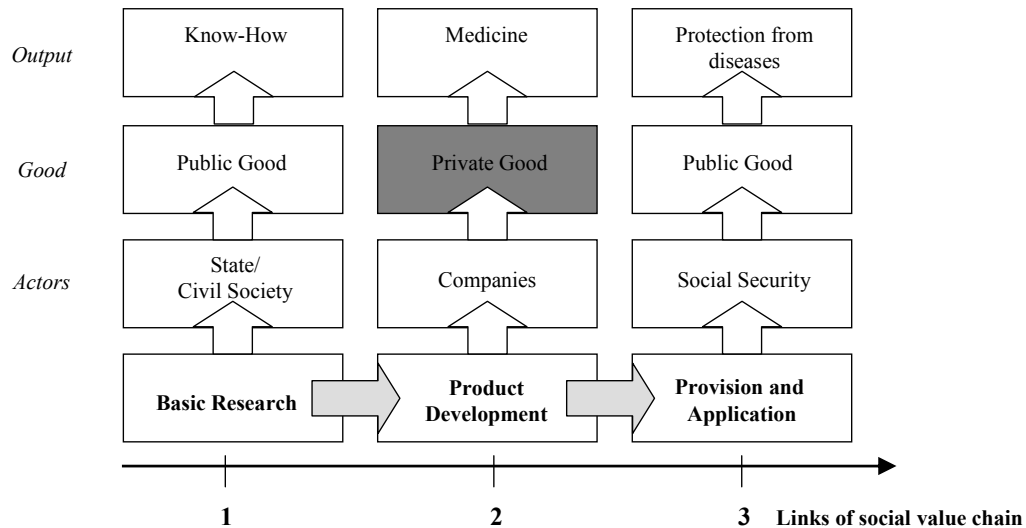 Output
Know-How
Medicine
Protection from
diseases
Good
Public Good
Private Good
Public Good
Actors
State/
Civil Society
Companies
Social Security
Basic Research
Product
Development
Provision and
Application
1
2
3
Links of social value chain